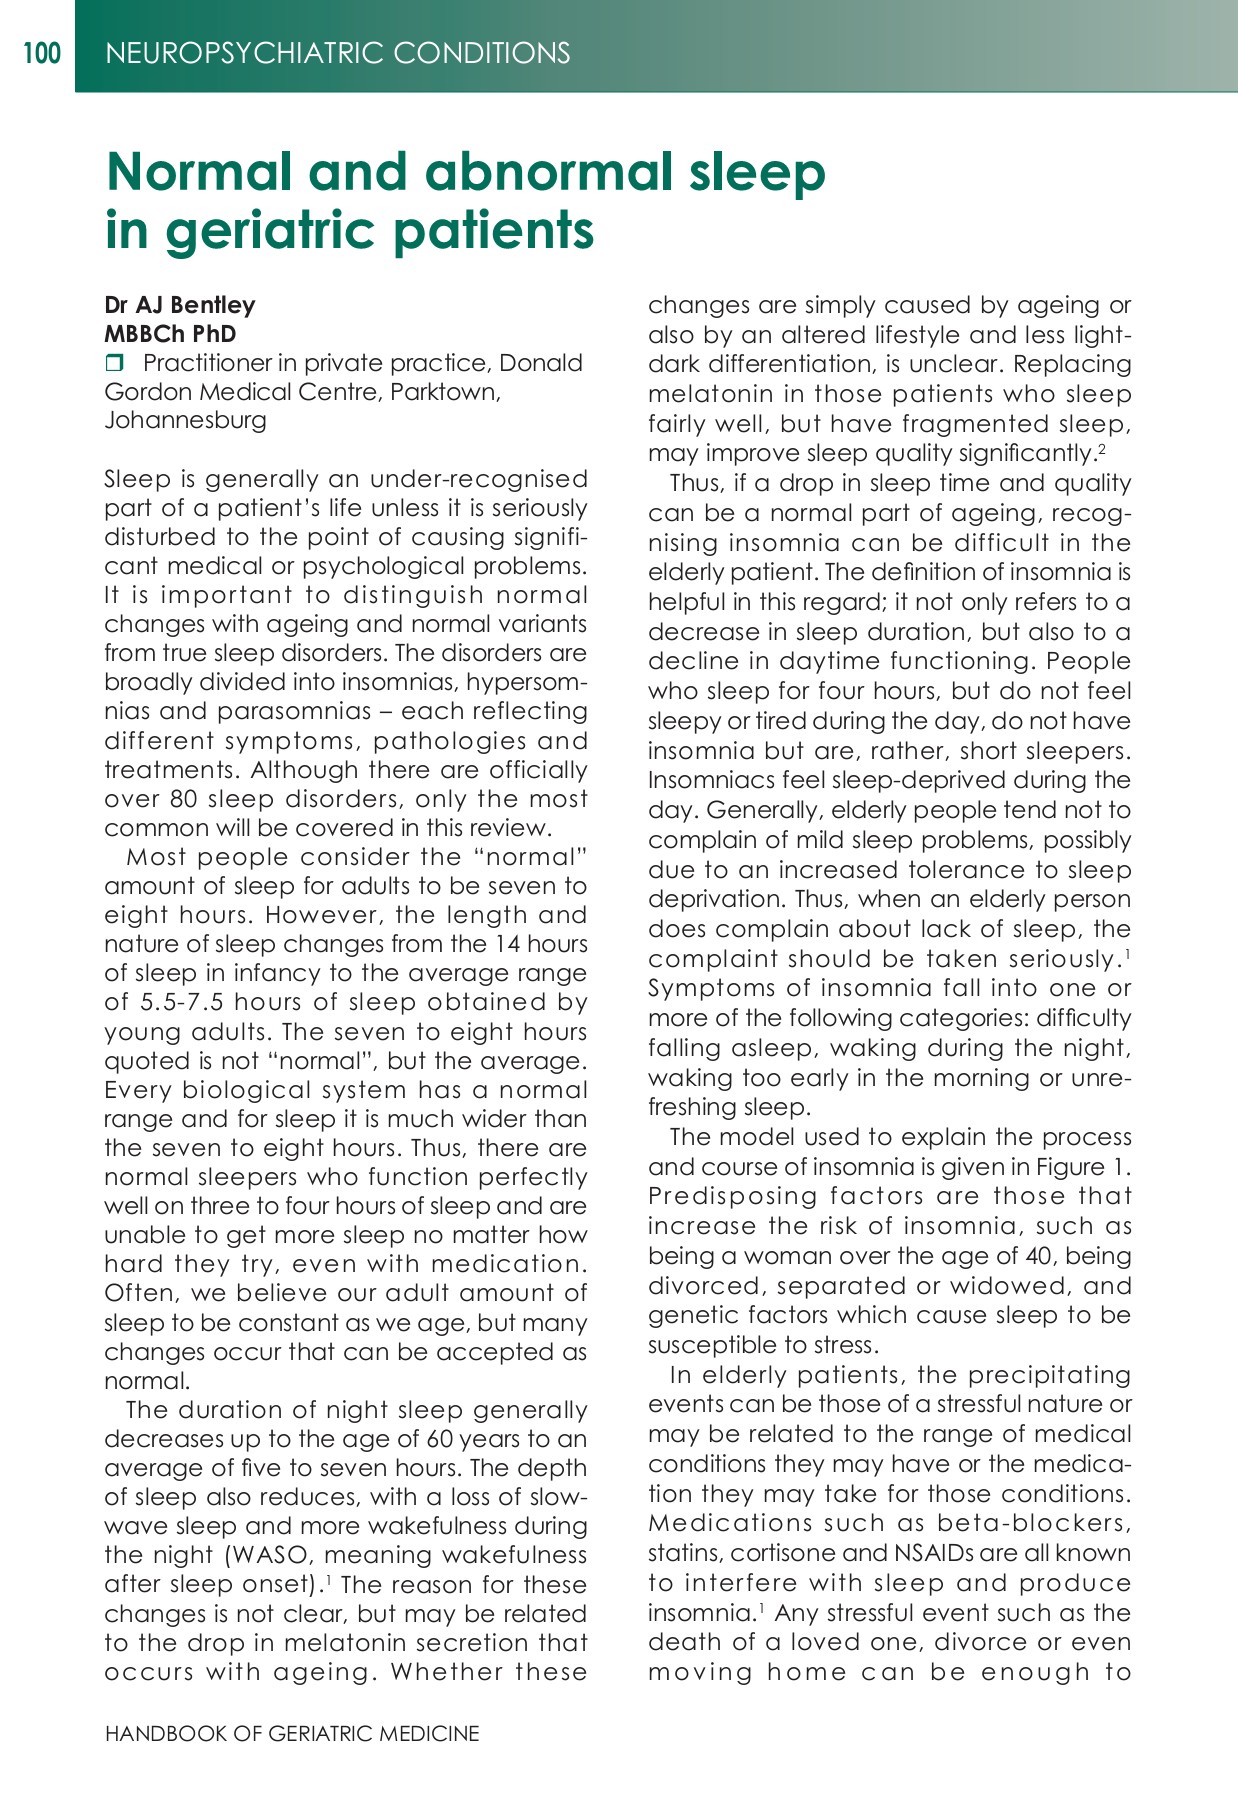 100
NEUROPSYCHIATRIC CONDITIONS
Normal and abnormal sleep
in geriatric patients
Dr AJ Bentley
MBBCh PhD
❒ Practitioner in private practice, Donald
Gordon Medical Centre, Parktown,
Johannesburg
Sleep is generally an under-recognised
part of a patient’s life unless it is seriously
disturbed to the point of causing signifi-
cant medical or psychological problems.
It is important to distinguish normal
changes with ageing and normal variants
from true sleep disorders. The disorders are
broadly divided into insomnias, hypersom-
nias and parasomnias – each reflecting
different symptoms, pathologies and
treatments. Although there are officially
over 80 sleep disorders, only the most
common will be covered in this review.
Most people consider the “normal”
amount of sleep for adults to be seven to
eight hours. However, the length and
nature of sleep changes from the 14 hours
of sleep in infancy to the average range
of 5.5-7.5 hours of sleep obtained by
young adults. The seven to eight hours
quoted is not “normal”, but the average.
Every biological system has a normal
range and for sleep it is much wider than
the seven to eight hours. Thus, there are
normal sleepers who function perfectly
well on three to four hours of sleep and are
unable to get more sleep no matter how
hard they try, even with medication.
Often, we believe our adult amount of
sleep to be constant as we age, but many
changes occur that can be accepted as
normal.
The duration of night sleep generally
decreases up to the age of 60 years to an
average of five to seven hours. The depth
of sleep also reduces, with a loss of slow-
wave sleep and more wakefulness during
the night (WASO, meaning wakefulness
after sleep onset).¹ The reason for these
changes is not clear, but may be related
to the drop in melatonin secretion that
occurs with ageing. Whether these
changes are simply caused by ageing or
also by an altered lifestyle and less light-
dark differentiation, is unclear. Replacing
melatonin in those patients who sleep
fairly well, but have fragmented sleep,
may improve sleep quality significantly.²
Thus, if a drop in sleep time and quality
can be a normal part of ageing, recog-
nising insomnia can be difficult in the
elderly patient. The definition of insomnia is
helpful in this regard; it not only refers to a
decrease in sleep duration, but also to a
decline in daytime functioning. People
who sleep for four hours, but do not feel
sleepy or tired during the day, do not have
insomnia but are, rather, short sleepers.
Insomniacs feel sleep-deprived during the
day. Generally, elderly people tend not to
complain of mild sleep problems, possibly
due to an increased tolerance to sleep
deprivation. Thus, when an elderly person
does complain about lack of sleep, the
complaint should be taken seriously.¹
Symptoms of insomnia fall into one or
more of the following categories: difficulty
falling asleep, waking during the night,
waking too early in the morning or unre-
freshing sleep.
The model used to explain the process
and course of insomnia is given in Figure 1.
Predisposing factors are those that
increase the risk of insomnia, such as
being a woman over the age of 40, being
divorced, separated or widowed, and
genetic factors which cause sleep to be
susceptible to stress.
In elderly patients, the precipitating
events can be those of a stressful nature or
may be related to the range of medical
conditions they may have or the medica-
tion they may take for those conditions.
Medications such as beta-blockers,
statins, cortisone and NSAIDs are all known
to interfere with sleep and produce
insomnia.¹ Any stressful event such as the
death of a loved one, divorce or even
moving home can be enough to
HANDBOOK OF GERIATRIC MEDICINE